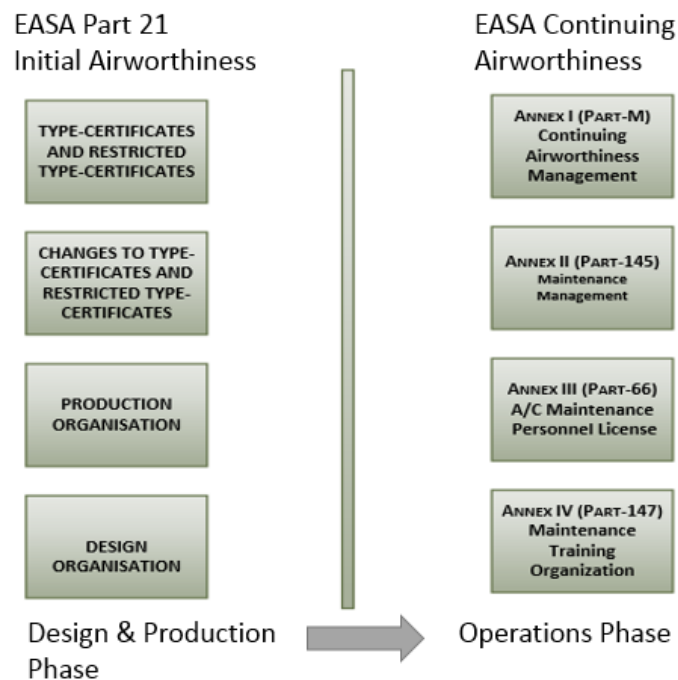 EASA Part 21
Initial Airworthiness
TYPE-CERTIFICATES
AND RESTRICTED
TYPE-CERTIFICATES
CHANGES TO TYPE-
CERTIFICATES AND
RESTRICTED TYPE-
CERTIFICATES
PRODUCTION
ORGANISATION
DESIGN
ORGANISATION
Design & Production
Phase
EASA Continuing
Airworthiness
ANNEX I (PART-M)
Continuing
Airworthiness
Management
ANNEX II (PART-145)
Maintenance
Management
ANNEX III (PART-66)
A/C Maintenance
Personnel License
ANNEX IV (PART-147)
Maintenance
Training
Organization
Operations Phase